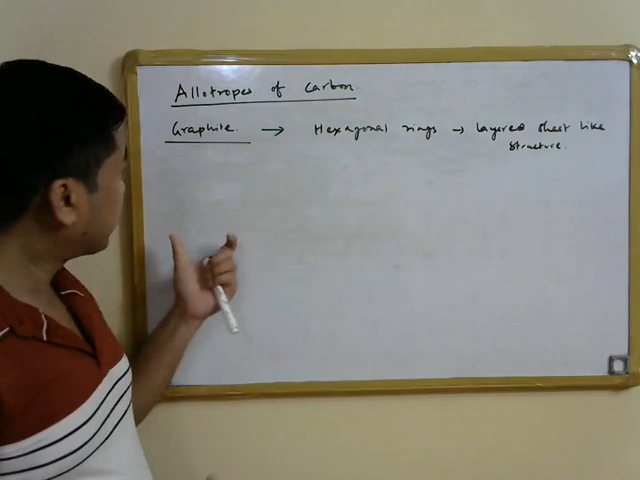 Allotropes of Carbon.
Graphite. → Hexagonal rings → Layered sheet like
structure.